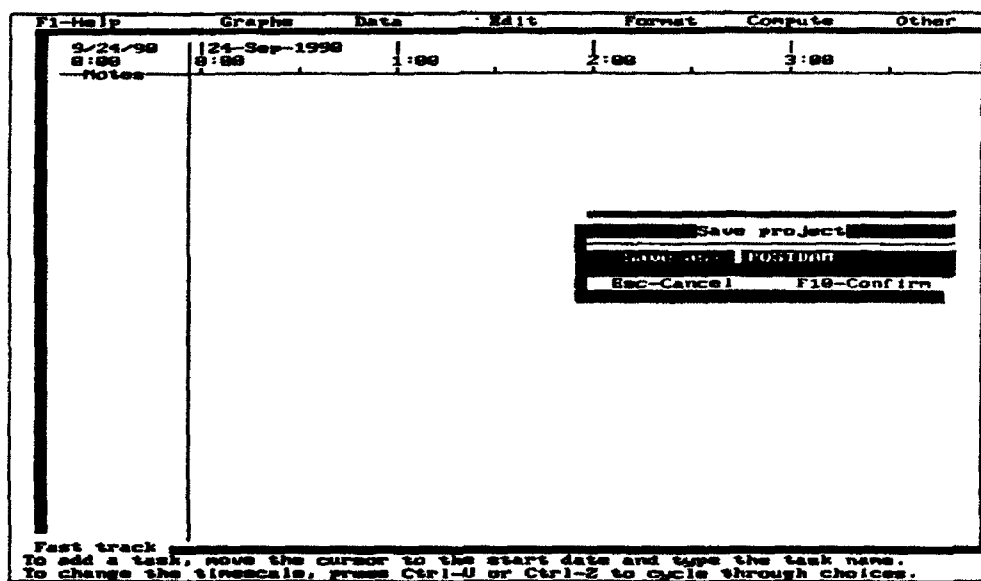 F1-Help Graphs Data Edit Format Compute Other
9/24/90 24-Sep-1990
0:00 0:00 1:00 2:00 3:00
Notes
Save project
Save as: POSTDAM
Esc-Cancel F10-Confirm
Fast track
To add a task, move the cursor to the start date and type the task name.
To change the timescale, press Ctrl-U or Ctrl-Z to cycle through choices.